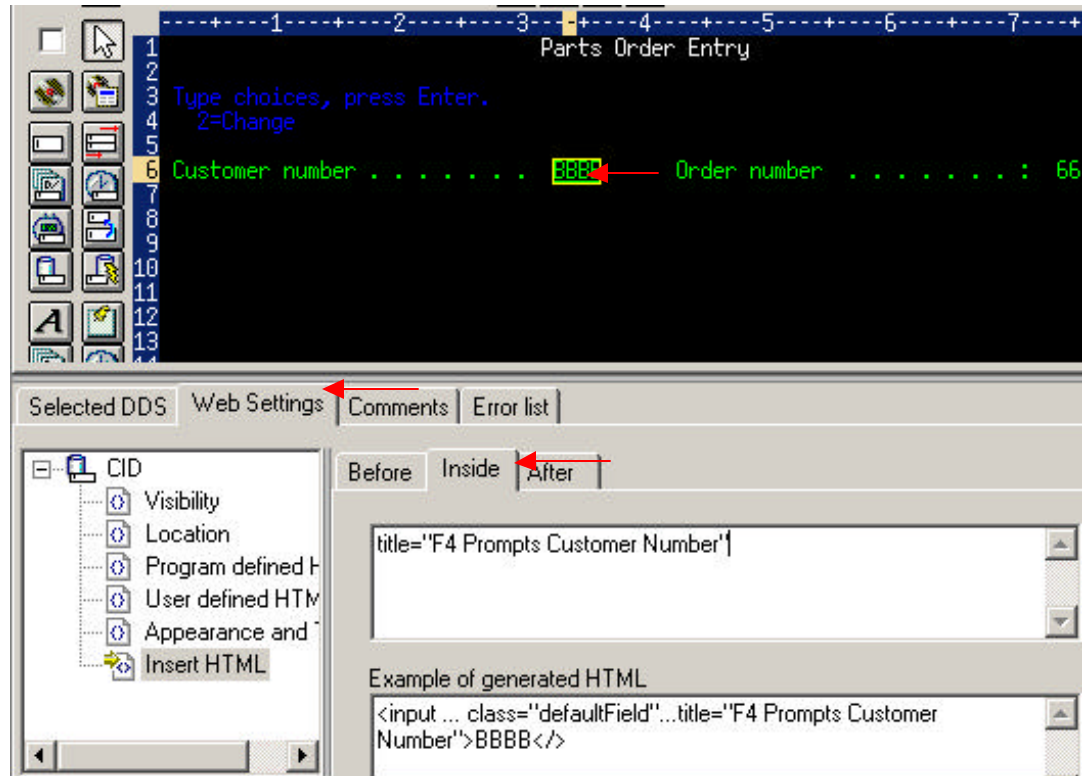 ----+----1----+----2----+----3----+----4----+----5----+----6----+----7----+
1 Parts Order Entry
2
3 Type choices, press Enter.
4 2=Change
5
6 Customer number . . . . . . . BBBB Order number . . . . . . . : 66
7
8
9
10
11
12
13
Selected DDS Web Settings Comments Error list
CID
Visibility
Location
Program defined H
User defined HTM
Appearance and
Insert HTML
Before Inside After
title="F4 Prompts Customer Number"
Example of generated HTML
<input ... class="defaultField"...title="F4 Prompts Customer
Number">BBBB</>